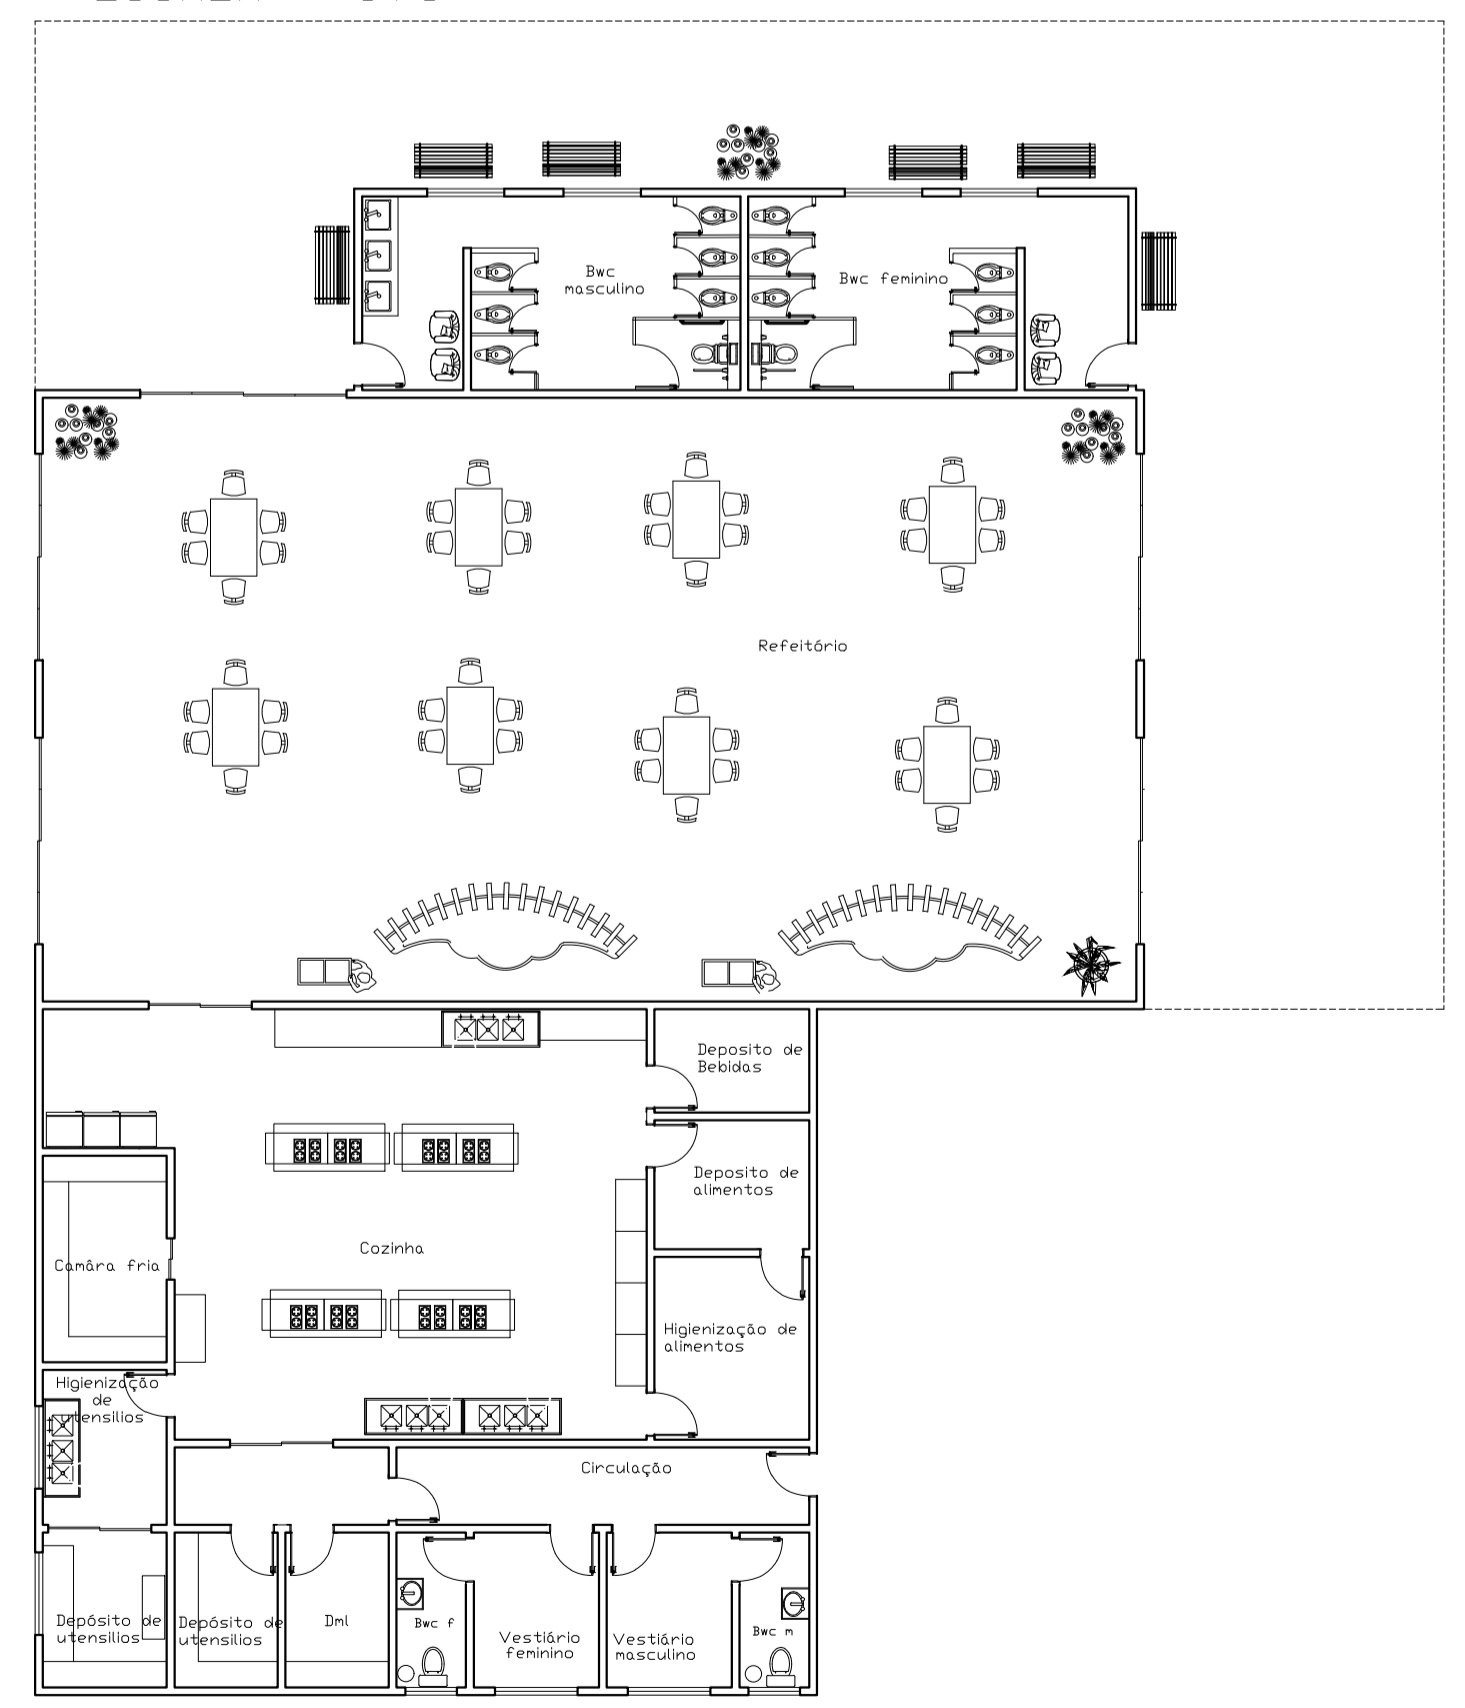 Bwc
masculino
Bwc feminino
Refeitório
Deposito de
Bebidas
Deposito de
alimentos
Cozinha
Camâra fria
Higienização de
alimentos
Higienização
de
utensilios
Circulação
Depósito de
utensilios
Depósito de
utensilios
Dml
Bwc f
Vestiário
feminino
Vestiário
masculino
Bwc m